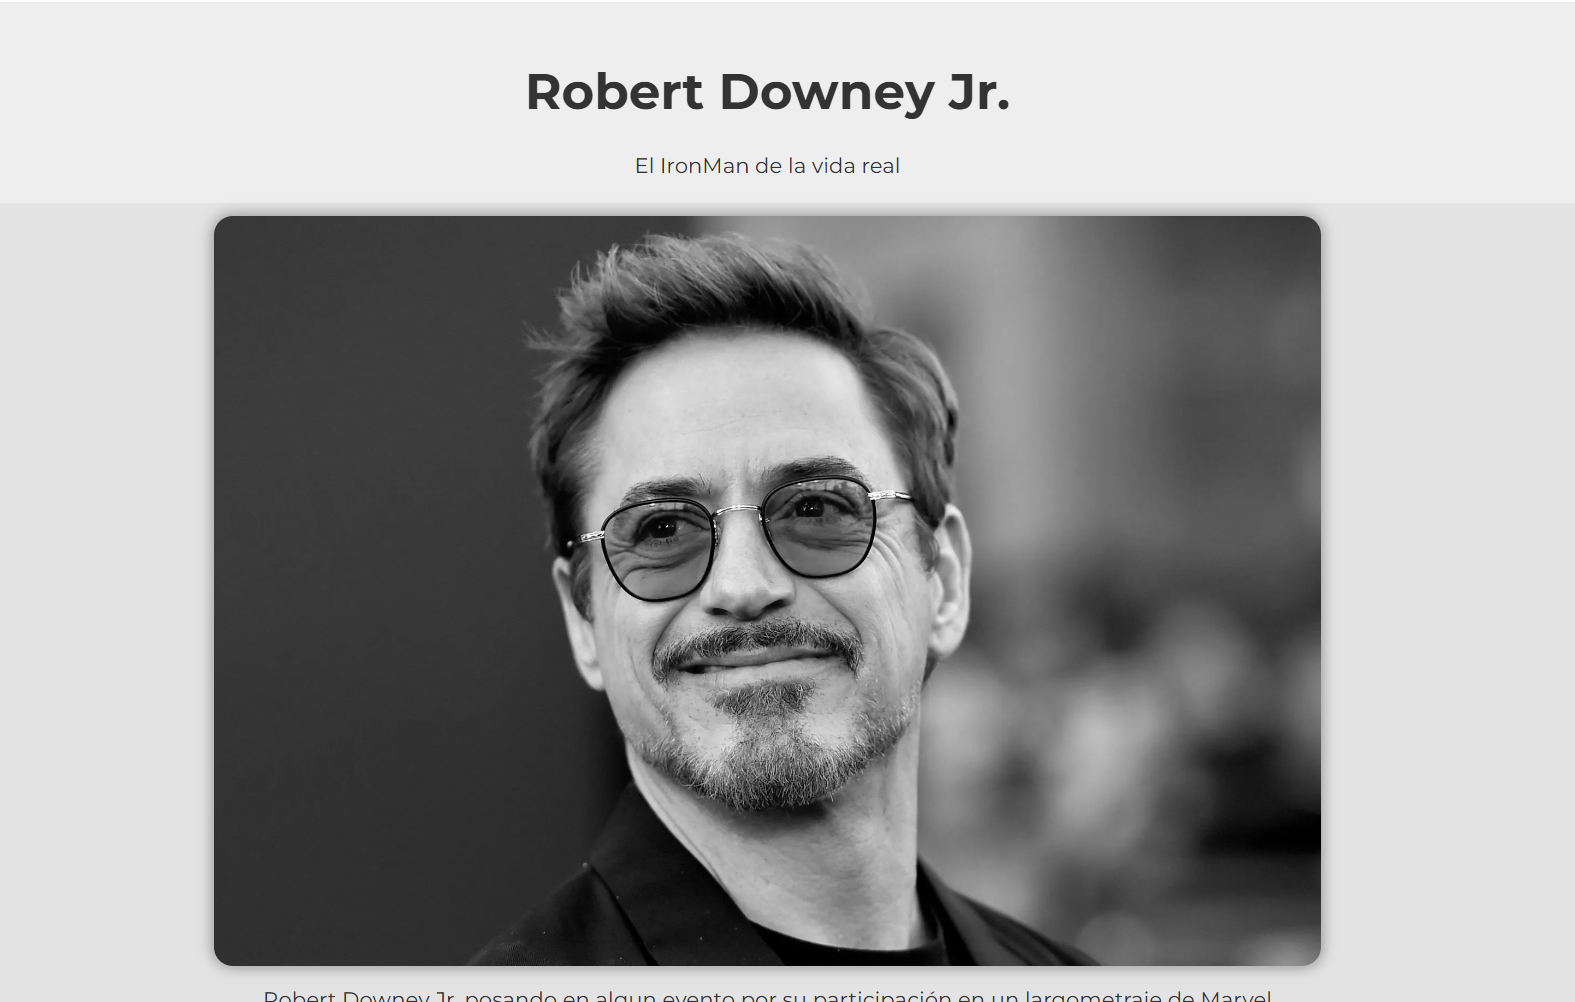 Robert Downey Jr.
El IronMan de la vida real
Robert Downey Jr. posando en algun evento por su participación en un largometraje de Marvel